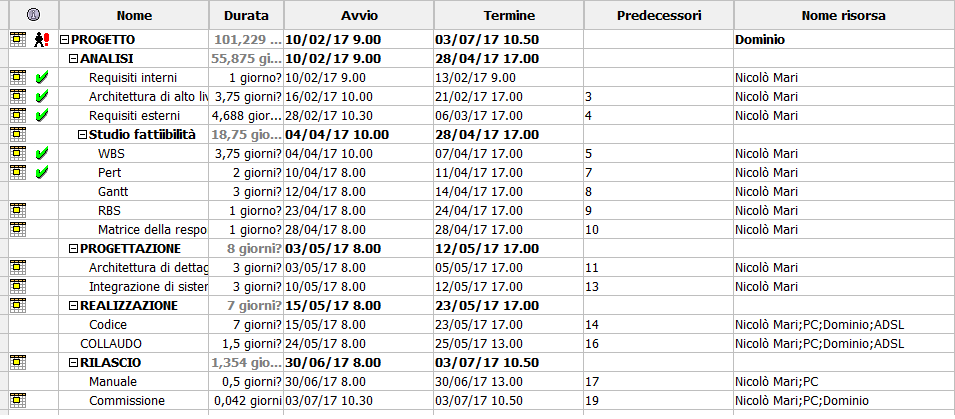 Nome Durata Avvio Termine Predecessori Nome risorsa
PROGETTO 101,229 ... 10/02/17 9.00 03/07/17 10.50 Dominio
ANALISI 55,875 gi... 10/02/17 9.00 28/04/17 17.00
Requisiti interni 1 giorno? 10/02/17 9.00 13/02/17 9.00 Nicolò Mari
Architettura di alto liv 3,75 giorni? 16/02/17 10.00 21/02/17 17.00 3 Nicolò Mari
Requisiti esterni 4,688 gior... 28/02/17 10.30 06/03/17 17.00 4 Nicolò Mari
Studio fattiibilità 18,75 giorni? 04/04/17 10.00 28/04/17 17.00
WBS 3,75 giorni? 04/04/17 10.00 07/04/17 17.00 5 Nicolò Mari
Pert 2 giorni? 10/04/17 8.00 11/04/17 17.00 7 Nicolò Mari
Gantt 3 giorni? 12/04/17 8.00 14/04/17 17.00 8 Nicolò Mari
RBS 1 giorno? 23/04/17 8.00 24/04/17 17.00 9 Nicolò Mari
Matrice della respo 1 giorno? 28/04/17 8.00 28/04/17 17.00 10 Nicolò Mari
PROGETTAZIONE 8 giorni? 03/05/17 8.00 12/05/17 17.00
Architettura di dettag 3 giorni? 03/05/17 8.00 05/05/17 17.00 11 Nicolò Mari
Integrazione di sister 3 giorni? 10/05/17 8.00 12/05/17 17.00 13 Nicolò Mari
REALIZZAZIONE 7 giorni? 15/05/17 8.00 23/05/17 17.00
Codice 7 giorni? 15/05/17 8.00 23/05/17 17.00 14 Nicolò Mari;PC;Dominio;ADSL
COLLAUDO 1,5 giorni? 24/05/17 8.00 25/05/17 13.00 16 Nicolò Mari;PC;Dominio;ADSL
RILASCIO 1,354 gio... 30/06/17 8.00 03/07/17 10.50
Manuale 0,5 giorni? 30/06/17 8.00 30/06/17 13.00 17 Nicolò Mari;PC
Commissione 0,042 giorni 03/07/17 10.30 03/07/17 10.50 19 Nicolò Mari;PC;Dominio